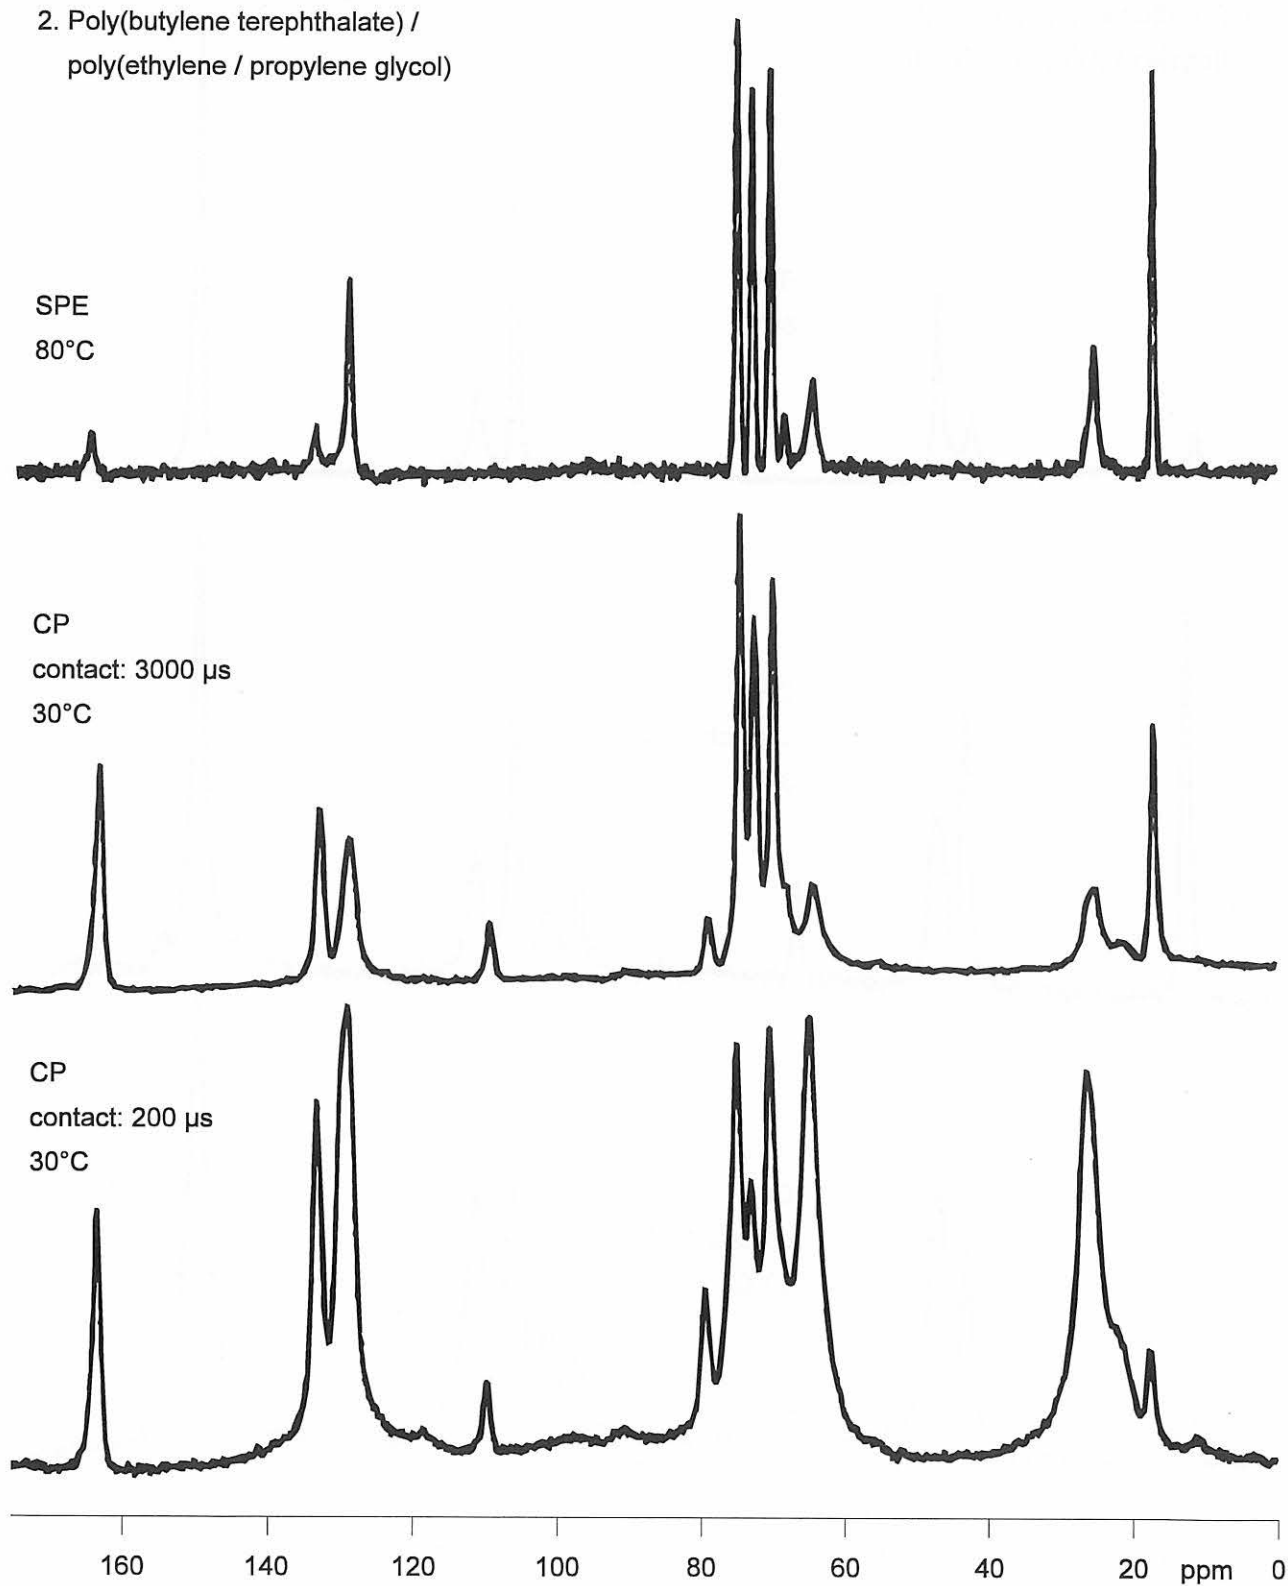 2. Poly(butylene terephthalate) /
poly(ethylene / propylene glycol)
SPE
80°C
CP
contact: 3000 µs
30°C
CP
contact: 200 µs
30°C
160 140 120 100 80 60 40 20 ppm 0